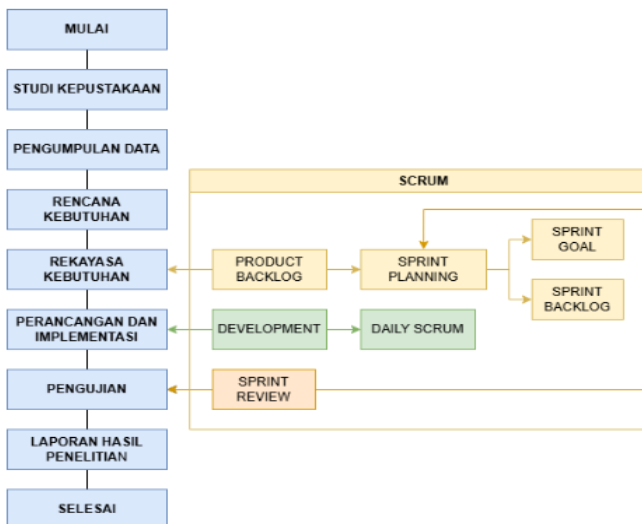 MULAI
STUDI KEPUSTAKAAN
PENGUMPULAN DATA
RENCANA
KEBUTUHAN
REKAYASA
KEBUTUHAN
PERANCANGAN DAN
IMPLEMENTASI
PENGUJIAN
LAPORAN HASIL
PENELITIAN
SELESAI
SCRUM
PRODUCT
BACKLOG
SPRINT
PLANNING
SPRINT
GOAL
SPRINT
BACKLOG
DEVELOPMENT
DAILY SCRUM
SPRINT
REVIEW